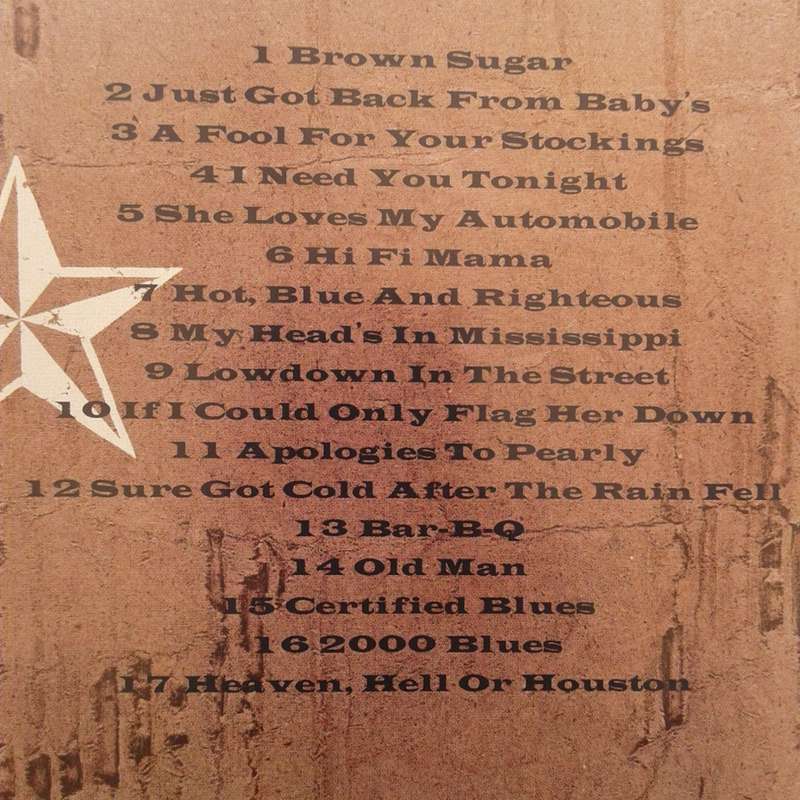 1 Brown Sugar
2 Just Got Back From Baby's
3 A Fool For Your Stockings
4 I Need You Tonight
5 She Loves My Automobile
6 Hi Fi Mama
7 Hot, Blue And Righteous
8 My Head's In Mississippi
9 Lowdown In The Street
10 If I Could Only Flag Her Down
11 Apologies To Pearly
12 Sure Got Cold After The Rain Fell
13 Bar-B-Q
14 Old Man
15 Certified Blues
16 2000 Blues
17 Heaven, Hell Or Houston